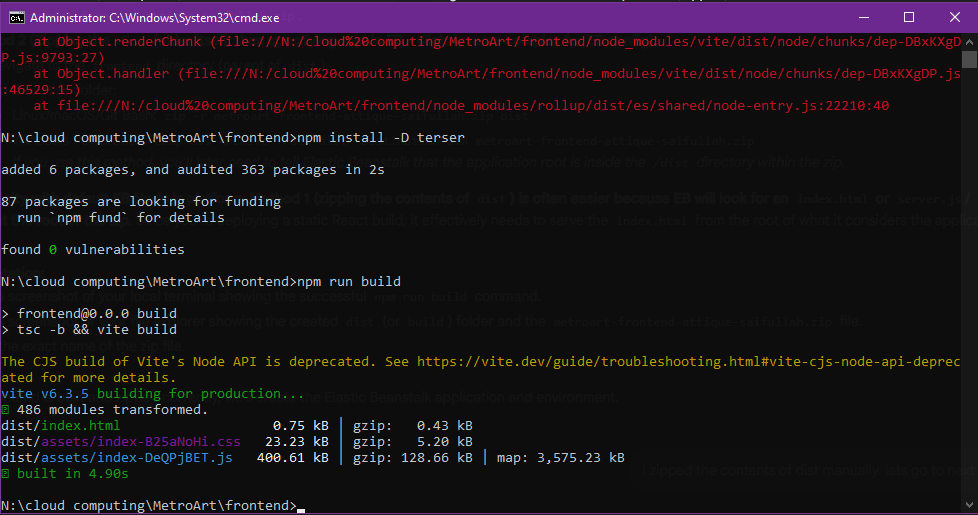 Administrator: C:\Windows\System32\cmd.exe
at Object.renderChunk (file:///N:/cloud%20computing/MetroArt/frontend/node_modules/vite/dist/node/chunks/dep-DBxKXgD
P.js:9793:27)
at Object.handler (file:///N:/cloud%20computing/MetroArt/frontend/node_modules/vite/dist/node/chunks/dep-DBxKXgDP.js
:46529:15)
at file:///N:/cloud%20computing/MetroArt/frontend/node_modules/rollup/dist/es/shared/node-entry.js:22210:40
N:\cloud computing\MetroArt\frontend>npm install -D terser
added 6 packages, and audited 363 packages in 2s
87 packages are looking for funding
run `npm fund` for details
found 0 vulnerabilities
N:\cloud computing\MetroArt\frontend>npm run build
> frontend@0.0.0 build
> tsc -b && vite build
The CJS build of Vite's Node API is deprecated. See https://vite.dev/guide/troubleshooting.html#vite-cjs-node-api-deprec
ated for more details.
vite v6.3.5 building for production...
486 modules transformed.
dist/index.html 0.75 kB │ gzip: 0.43 kB
dist/assets/index-B25aNoHi.css 23.23 kB │ gzip: 5.20 kB
dist/assets/index-DeQPjBET.js 400.61 kB │ gzip: 128.66 kB │ map: 3,575.23 kB
built in 4.90s
N:\cloud computing\MetroArt\frontend>